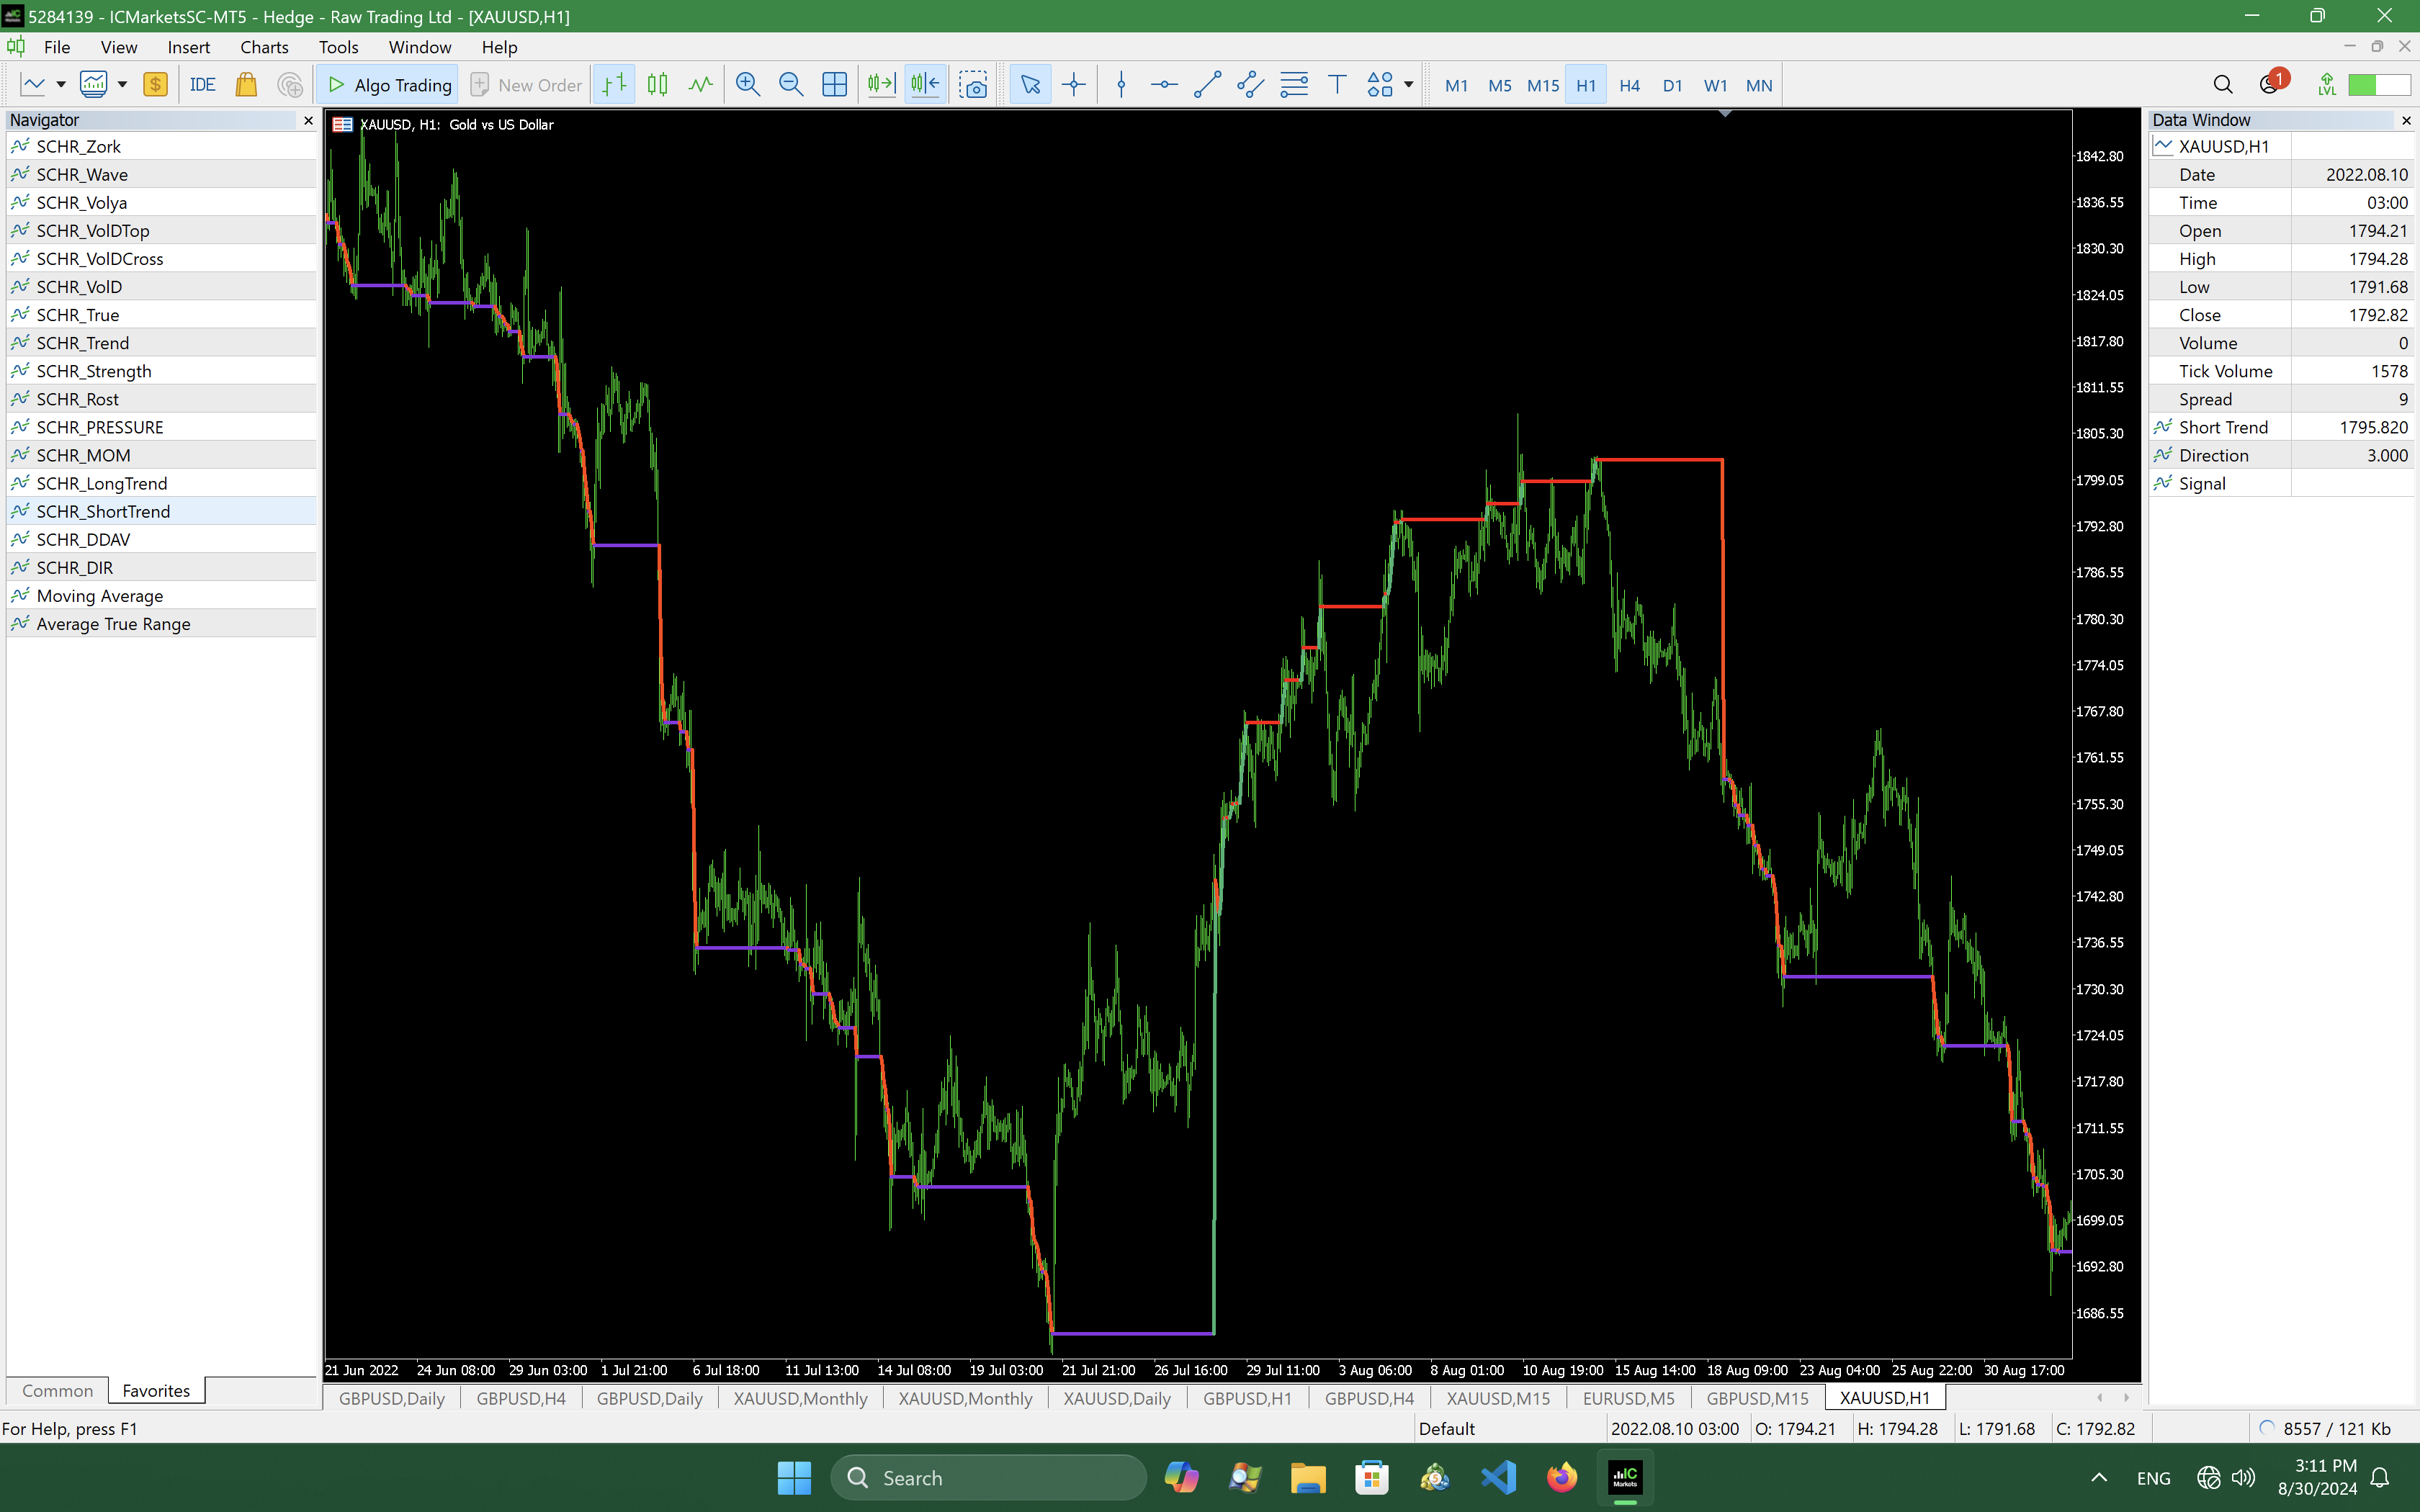 5284139 - ICMarketsSC-MT5 - Hedge - Raw Trading Ltd - [XAUUSD,H1]
File View Insert Charts Tools Window Help
IDE Algo Trading New Order M1 M5 M15 H1 H4 D1 W1 MN 1 LVL
Navigator
SCHR_Zork
SCHR_Wave
SCHR_Volya
SCHR_VolDTop
SCHR_VolDCross
SCHR_VolD
SCHR_True
SCHR_Trend
SCHR_Strength
SCHR_Rost
SCHR_PRESSURE
SCHR_MOM
SCHR_LongTrend
SCHR_ShortTrend
SCHR_DDAV
SCHR_DIR
Moving Average
Average True Range
Common Favorites
XAUUSD, H1: Gold vs US Dollar
1842.80
1836.55
1830.30
1824.05
1817.80
1811.55
1805.30
1799.05
1792.80
1786.55
1780.30
1774.05
1767.80
1761.55
1755.30
1749.05
1742.80
1736.55
1730.30
1724.05
1717.80
1711.55
1705.30
1699.05
1692.80
1686.55
21 Jun 2022 24 Jun 08:00 29 Jun 03:00 1 Jul 21:00 6 Jul 18:00 11 Jul 13:00 14 Jul 08:00 19 Jul 03:00 21 Jul 21:00 26 Jul 16:00 29 Jul 11:00 3 Aug 06:00 8 Aug 01:00 10 Aug 19:00 15 Aug 14:00 18 Aug 09:00 23 Aug 04:00 25 Aug 22:00 30 Aug 17:00
GBPUSD,Daily GBPUSD,H4 GBPUSD,Daily XAUUSD,Monthly XAUUSD,Monthly XAUUSD,Daily GBPUSD,H1 GBPUSD,H4 XAUUSD,M15 EURUSD,M5 GBPUSD,M15 XAUUSD,H1
Data Window
XAUUSD,H1
Date 2022.08.10
Time 03:00
Open 1794.21
High 1794.28
Low 1791.68
Close 1792.82
Volume 0
Tick Volume 1578
Spread 9
Short Trend 1795.820
Direction 3.000
Signal
For Help, press F1 Default 2022.08.10 03:00 O: 1794.21 H: 1794.28 L: 1791.68 C: 1792.82 8557 / 121 Kb
Search IC Markets ENG 3:11 PM
8/30/2024